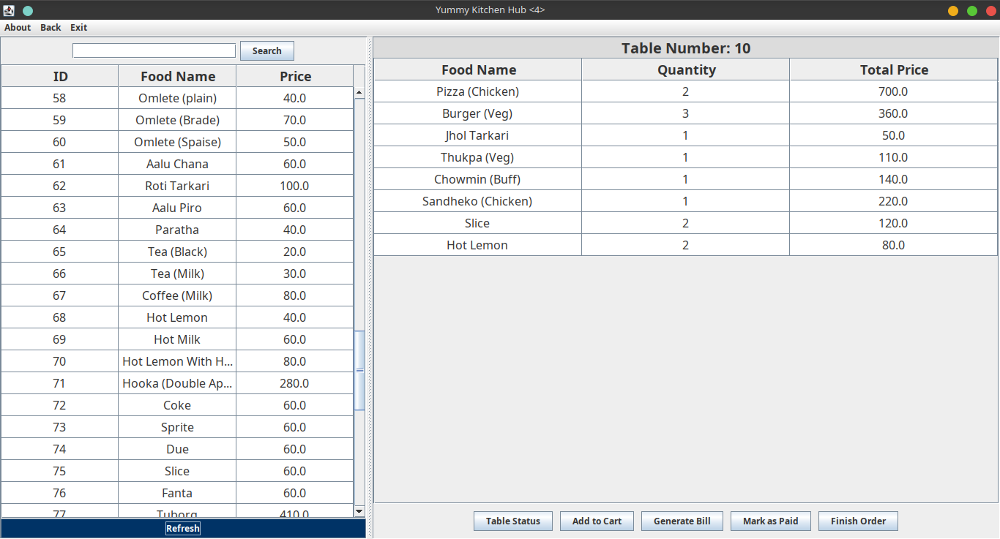 Yummy Kitchen Hub <4>
About Back Exit
Search
ID Food Name Price
58 Omlete (plain) 40.0
59 Omlete (Brade) 70.0
60 Omlete (Spaise) 50.0
61 Aalu Chana 60.0
62 Roti Tarkari 100.0
63 Aalu Piro 60.0
64 Paratha 40.0
65 Tea (Black) 20.0
66 Tea (Milk) 30.0
67 Coffee (Milk) 80.0
68 Hot Lemon 40.0
69 Hot Milk 60.0
70 Hot Lemon With H... 80.0
71 Hooka (Double Ap... 280.0
72 Coke 60.0
73 Sprite 60.0
74 Due 60.0
75 Slice 60.0
76 Fanta 60.0
77 Tuborg 410.0
Refresh
Table Number: 10
Food Name Quantity Total Price
Pizza (Chicken) 2 700.0
Burger (Veg) 3 360.0
Jhol Tarkari 1 50.0
Thukpa (Veg) 1 110.0
Chowmin (Buff) 1 140.0
Sandheko (Chicken) 1 220.0
Slice 2 120.0
Hot Lemon 2 80.0
Table Status Add to Cart Generate Bill Mark as Paid Finish Order